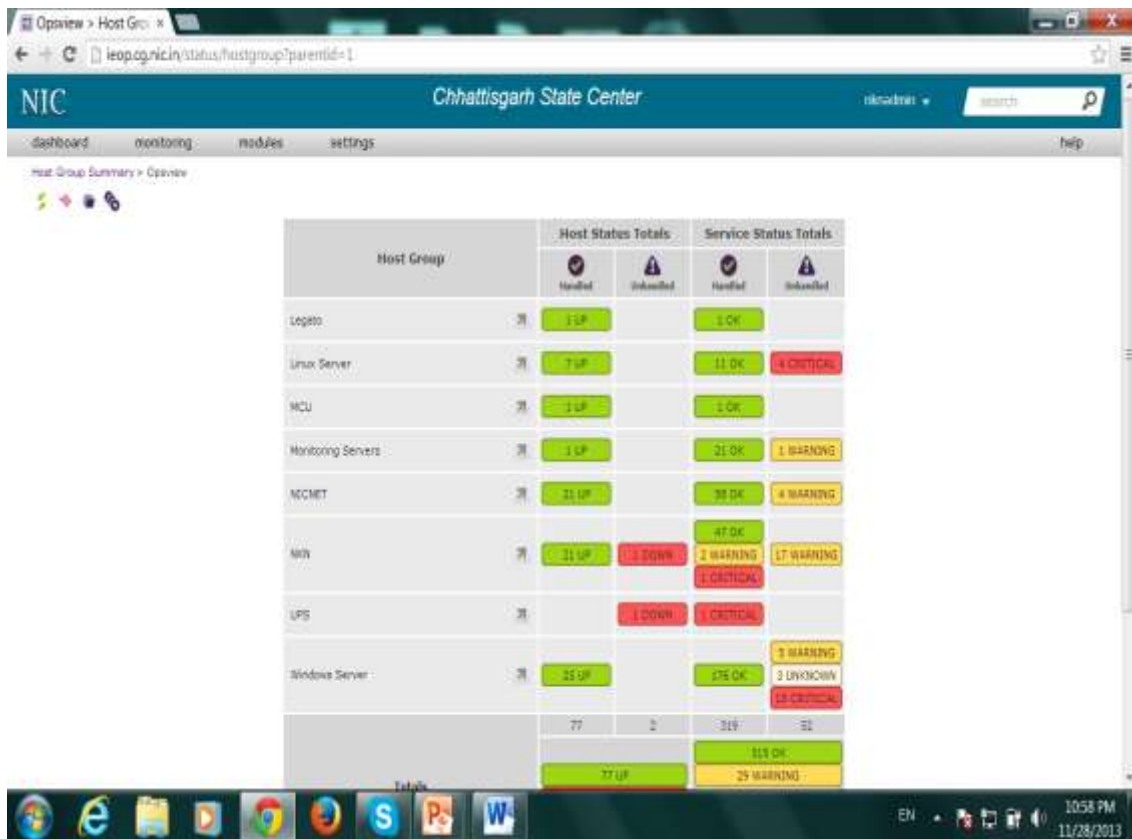 Opsview > Host Gro ×
ieop.cg.nic.in/status/hostgroup?parentid=1
NIC
Chhattisgarh State Center
nknadmin
search
dashboard monitoring modules settings help
Host Group Summary > Opsview
Host Group
Host Status Totals
Service Status Totals
Handled Unhandled Handled Unhandled
Legato 1 UP 1 OK
Linux Server 7 UP 11 OK 4 CRITICAL
MCU 1 UP 1 OK
Monitoring Servers 1 UP 21 OK 1 WARNING
NICNET 21 UP 4 WARNING
NKN 21 UP 1 DOWN 47 OK 2 WARNING 1 CRITICAL 17 WARNING
UPS 1 DOWN 1 CRITICAL
Windows Server 25 UP 176 OK 5 WARNING 3 UNKNOWN 18 CRITICAL
77 2 319 52
Totals 77 UP 315 OK
29 WARNING
EN
10:58 PM
11/28/2013